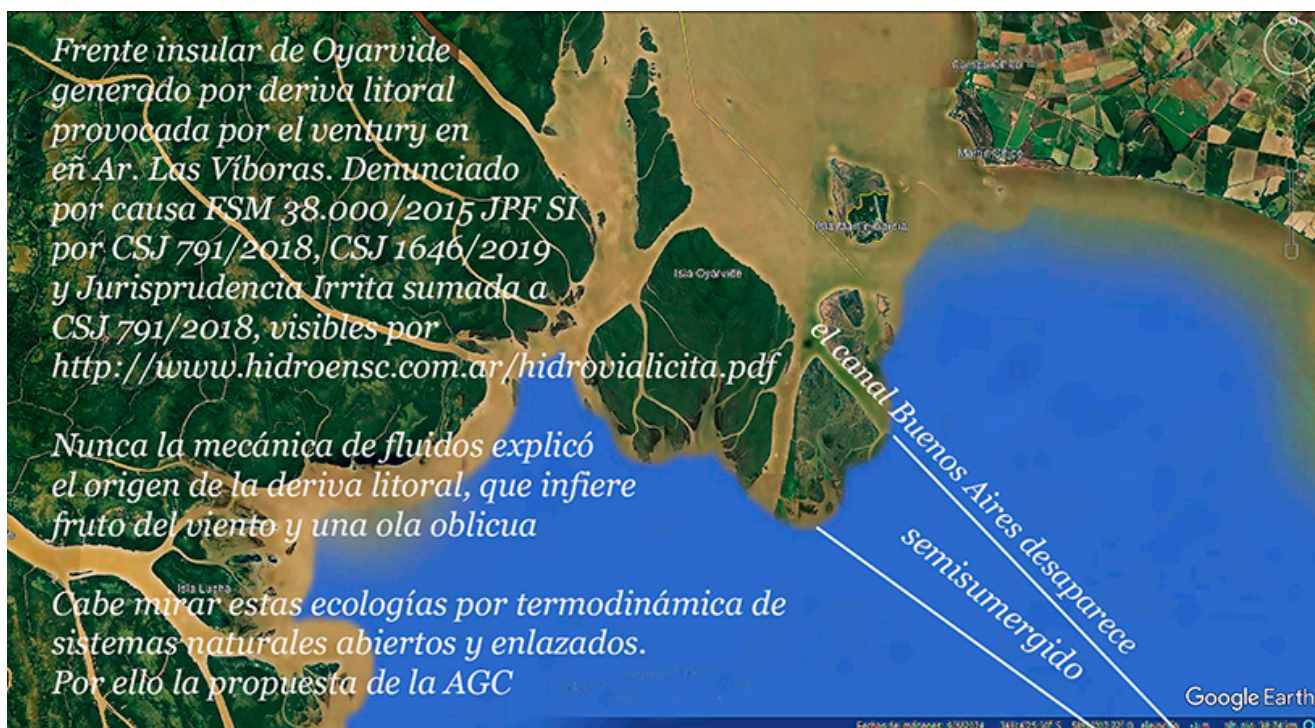 Frente insular de Oyarvide
generado por deriva litoral
provocada por el ventury en
eñ Ar. Las Víboras. Denunciado
por causa FSM 38.000/2015 JPF SI
por CSJ 791/2018, CSJ 1646/2019
y Jurisprudencia Irrita sumada a
CSJ 791/2018, visibles por
http://www.hidroensc.com.ar/hidrovialicita.pdf
Nunca la mecánica de fluidos explicó
el origen de la deriva litoral, que infiere
fruto del viento y una ola oblicua
Cabe mirar estas ecologías por termodinámica de
sistemas naturales abiertos y enlazados.
Por ello la propuesta de la AGC
Martín Chico
Isla Martín García
Isla Oyarvide
el canal Buenos Aires desaparece
semisumergido
Isla Lucha
Google Earth